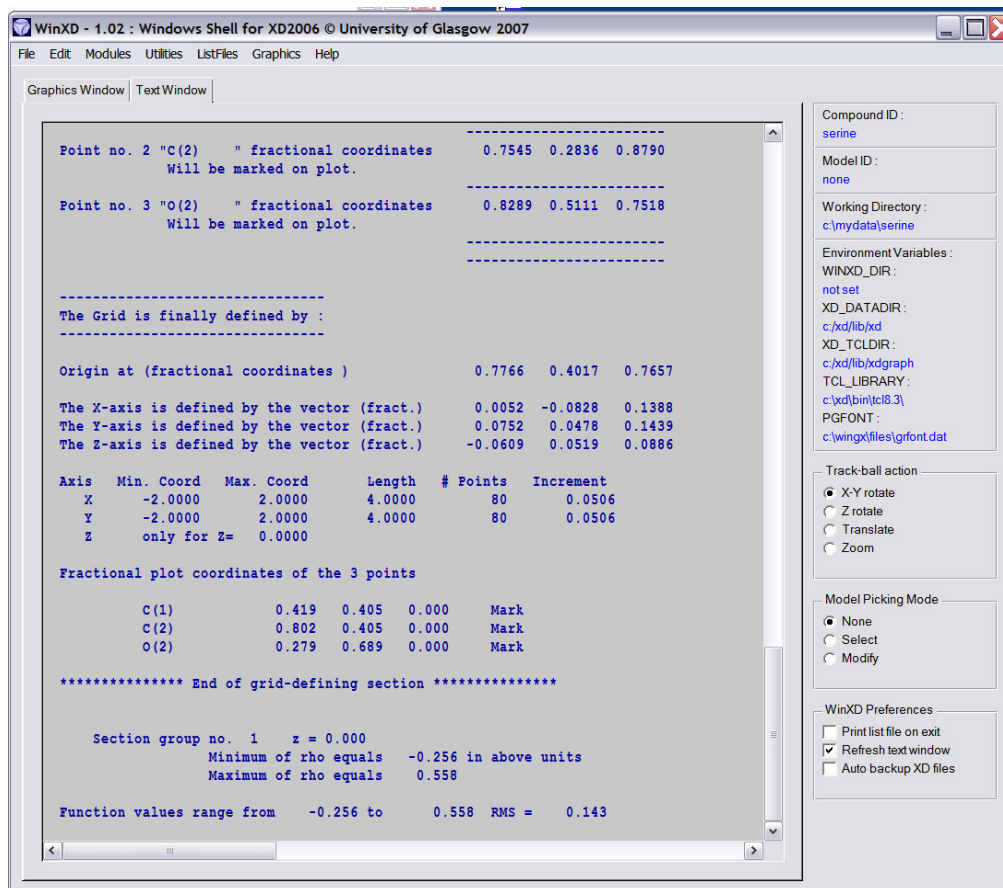 WinXD - 1.02 : Windows Shell for XD2006 © University of Glasgow 2007
File Edit Modules Utilities ListFiles Graphics Help
Graphics Window Text Window
------------------------
Point no. 2 "C(2)    " fractional coordinates      0.7545  0.2836  0.8790
Will be marked on plot.
------------------------
Point no. 3 "O(2)    " fractional coordinates      0.8289  0.5111  0.7518
Will be marked on plot.
------------------------
------------------------
--------------------------------
The Grid is finally defined by :
--------------------------------
Origin at (fractional coordinates )               0.7766   0.4017   0.7657
The X-axis is defined by the vector (fract.)      0.0052  -0.0828   0.1388
The Y-axis is defined by the vector (fract.)      0.0752   0.0478   0.1439
The Z-axis is defined by the vector (fract.)     -0.0609   0.0519   0.0886
Axis   Min. Coord   Max. Coord      Length   # Points   Increment
X      -2.0000       2.0000      4.0000         80       0.0506
Y      -2.0000       2.0000      4.0000         80       0.0506
Z      only for Z=   0.0000
Fractional plot coordinates of the 3 points
C(1)            0.419   0.405   0.000     Mark
C(2)            0.802   0.405   0.000     Mark
O(2)            0.279   0.689   0.000     Mark
*************** End of grid-defining section ***************
Section group no.  1    z = 0.000
Minimum of rho equals   -0.256 in above units
Maximum of rho equals    0.558
Function values range from    -0.256 to      0.558  RMS =    0.143
Compound ID :
serine
Model ID :
none
Working Directory :
c:\mydata\serine
Environment Variables :
WINXD_DIR :
not set
XD_DATADIR :
c:/xd/lib/xd
XD_TCLDIR :
c:/xd/lib/xdgraph
TCL_LIBRARY :
c:\xd\bin\tcl8.3\
PGFONT :
c:\wingx\files\grfont.dat
Track-ball action
X-Y rotate
Z rotate
Translate
Zoom
Model Picking Mode
None
Select
Modify
WinXD Preferences
Print list file on exit
Refresh text window
Auto backup XD files